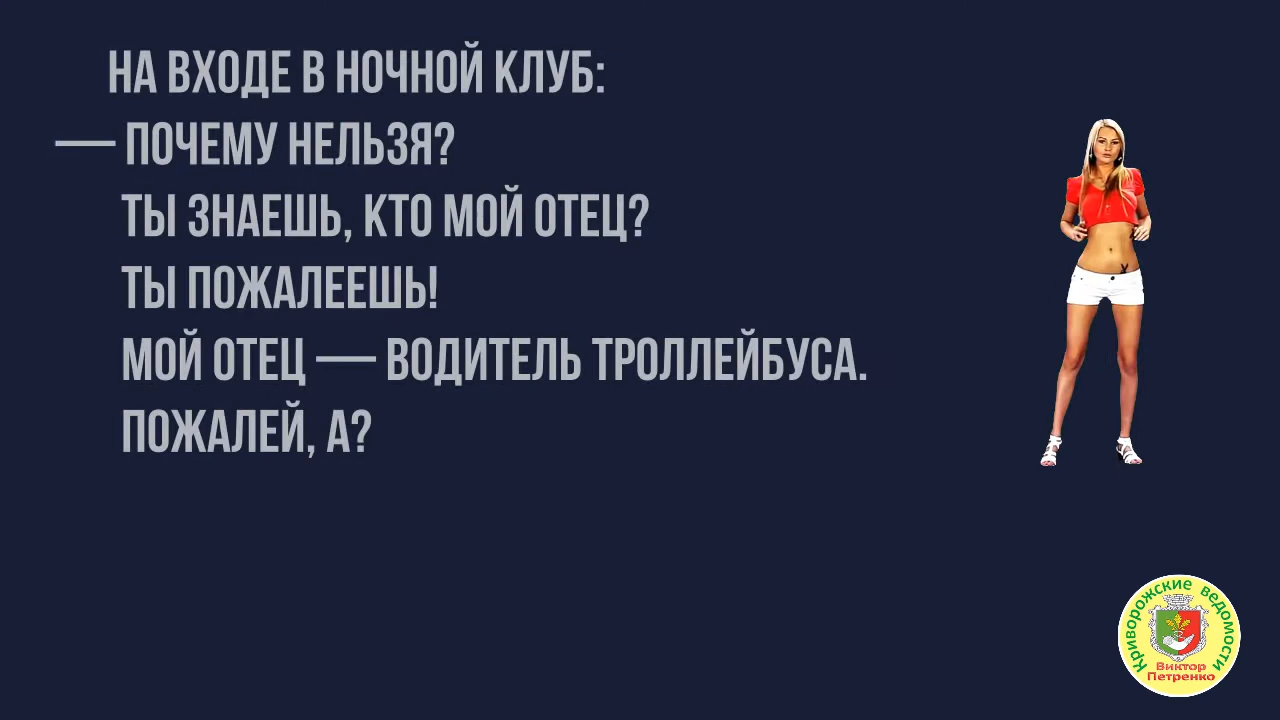 НА ВХОДЕ В НОЧНОЙ КЛУБ:
— ПОЧЕМУ НЕЛЬЗЯ?
ТЫ ЗНАЕШЬ, КТО МОЙ ОТЕЦ?
ТЫ ПОЖАЛЕЕШЬ!
МОЙ ОТЕЦ — ВОДИТЕЛЬ ТРОЛЛЕЙБУСА.
ПОЖАЛЕЙ, А?
Криворожские ведомости
Виктор
Петренко